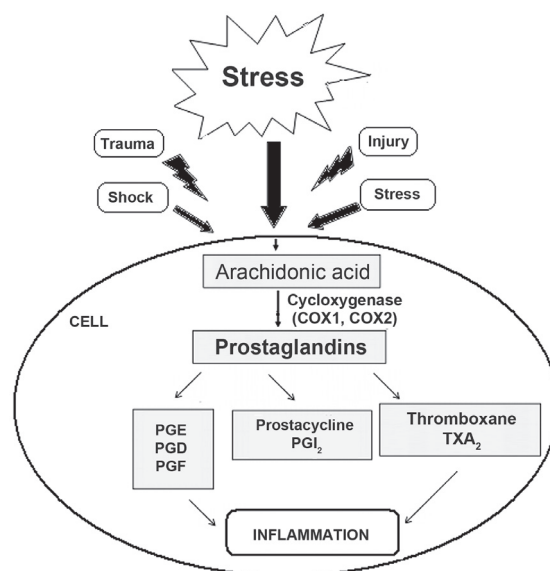 Stress
Trauma
Injury
Shock
Stress
Arachidonic acid
Cycloxygenase
(COX1, COX2)
CELL
Prostaglandins
PGE
PGD
PGF
Prostacycline
PGI₂
Thromboxane
TXA₂
INFLAMMATION